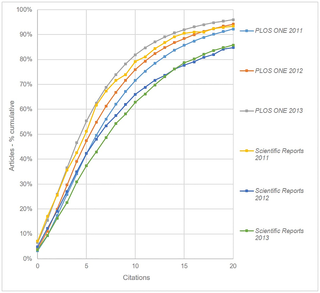 100%
90%
80%
70%
60%
50%
40%
30%
20%
10%
0%
0 5 10 15 20
Articles - % cumulative
Citations
PLOS ONE 2011
PLOS ONE 2012
PLOS ONE 2013
Scientific Reports
2011
Scientific Reports
2012
Scientific Reports
2013